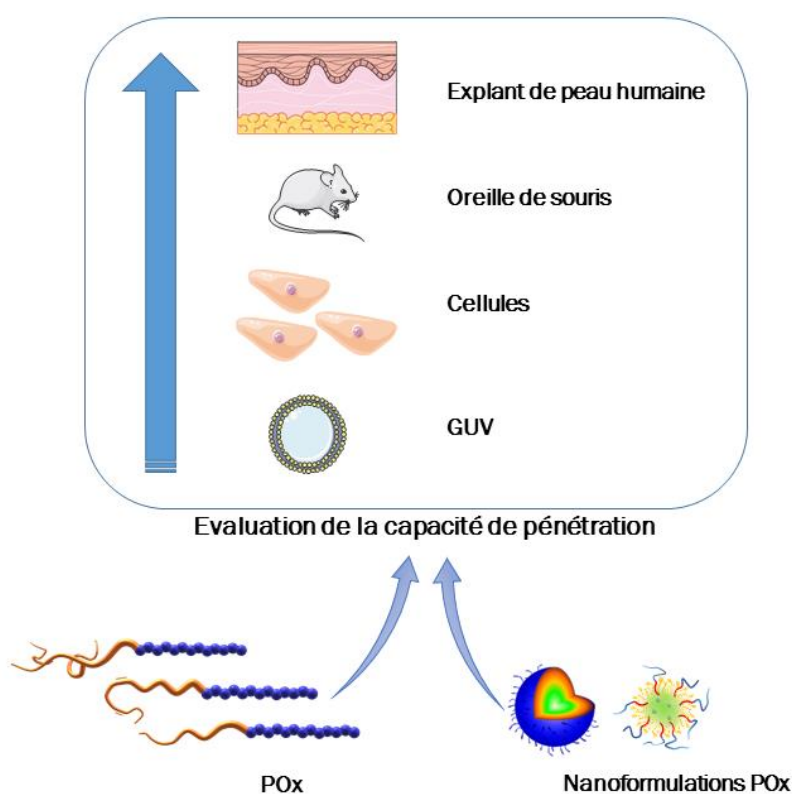 Explant de peau humaine
Oreille de souris
Cellules
GUV
Evaluation de la capacité de pénétration
POx
Nanoformulations POx